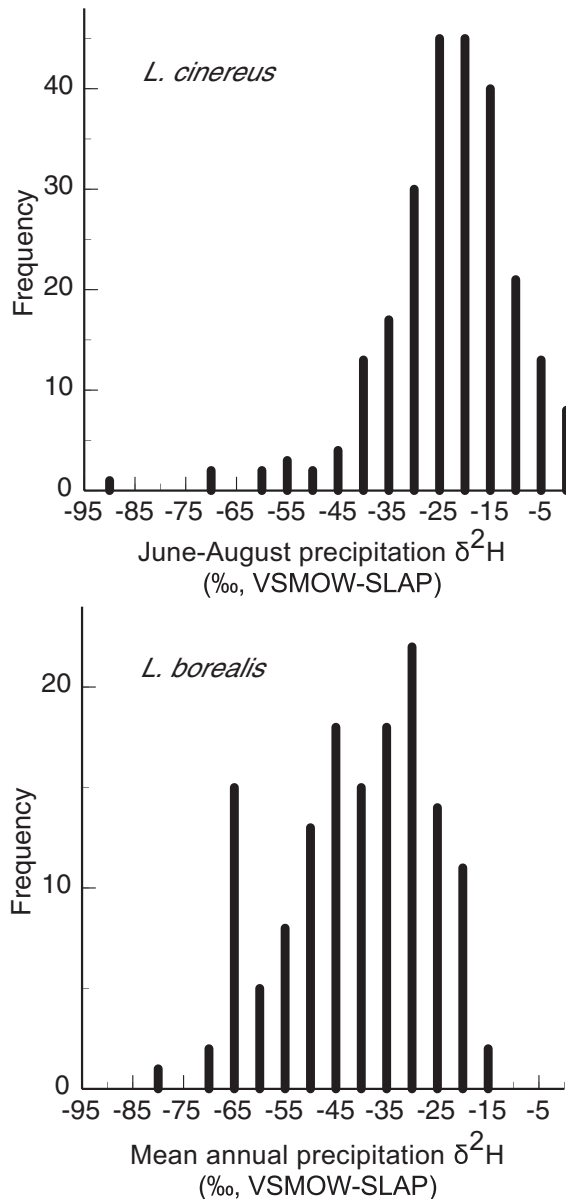 L. cinereus
Frequency
40
30
20
10
0
-95 -85 -75 -65 -55 -45 -35 -25 -15 -5
June-August precipitation δ²H
(‰, VSMOW-SLAP)
L. borealis
Frequency
20
10
0
-95 -85 -75 -65 -55 -45 -35 -25 -15 -5
Mean annual precipitation δ²H
(‰, VSMOW-SLAP)